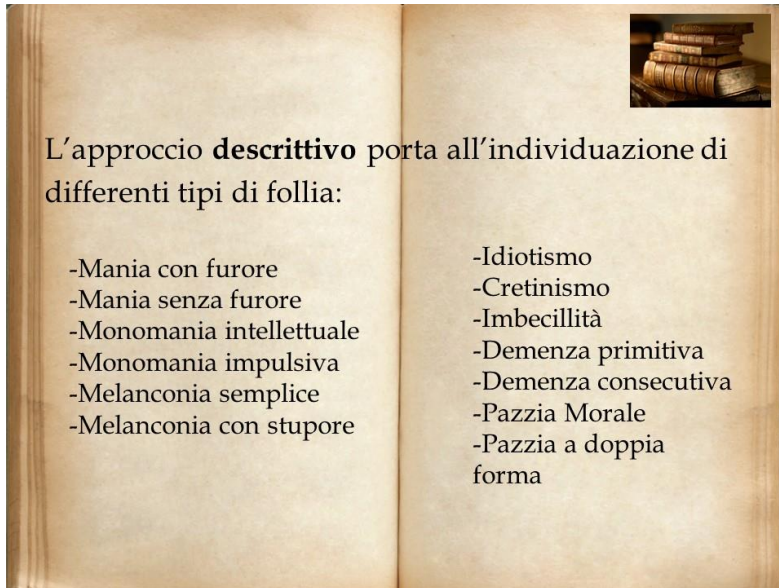 L’approccio descrittivo porta all’individuazione di
differenti tipi di follia:
-Mania con furore
-Mania senza furore
-Monomania intellettuale
-Monomania impulsiva
-Melanconia semplice
-Melanconia con stupore
-Idiotismo
-Cretinismo
-Imbecillità
-Demenza primitiva
-Demenza consecutiva
-Pazzia Morale
-Pazzia a doppia
forma